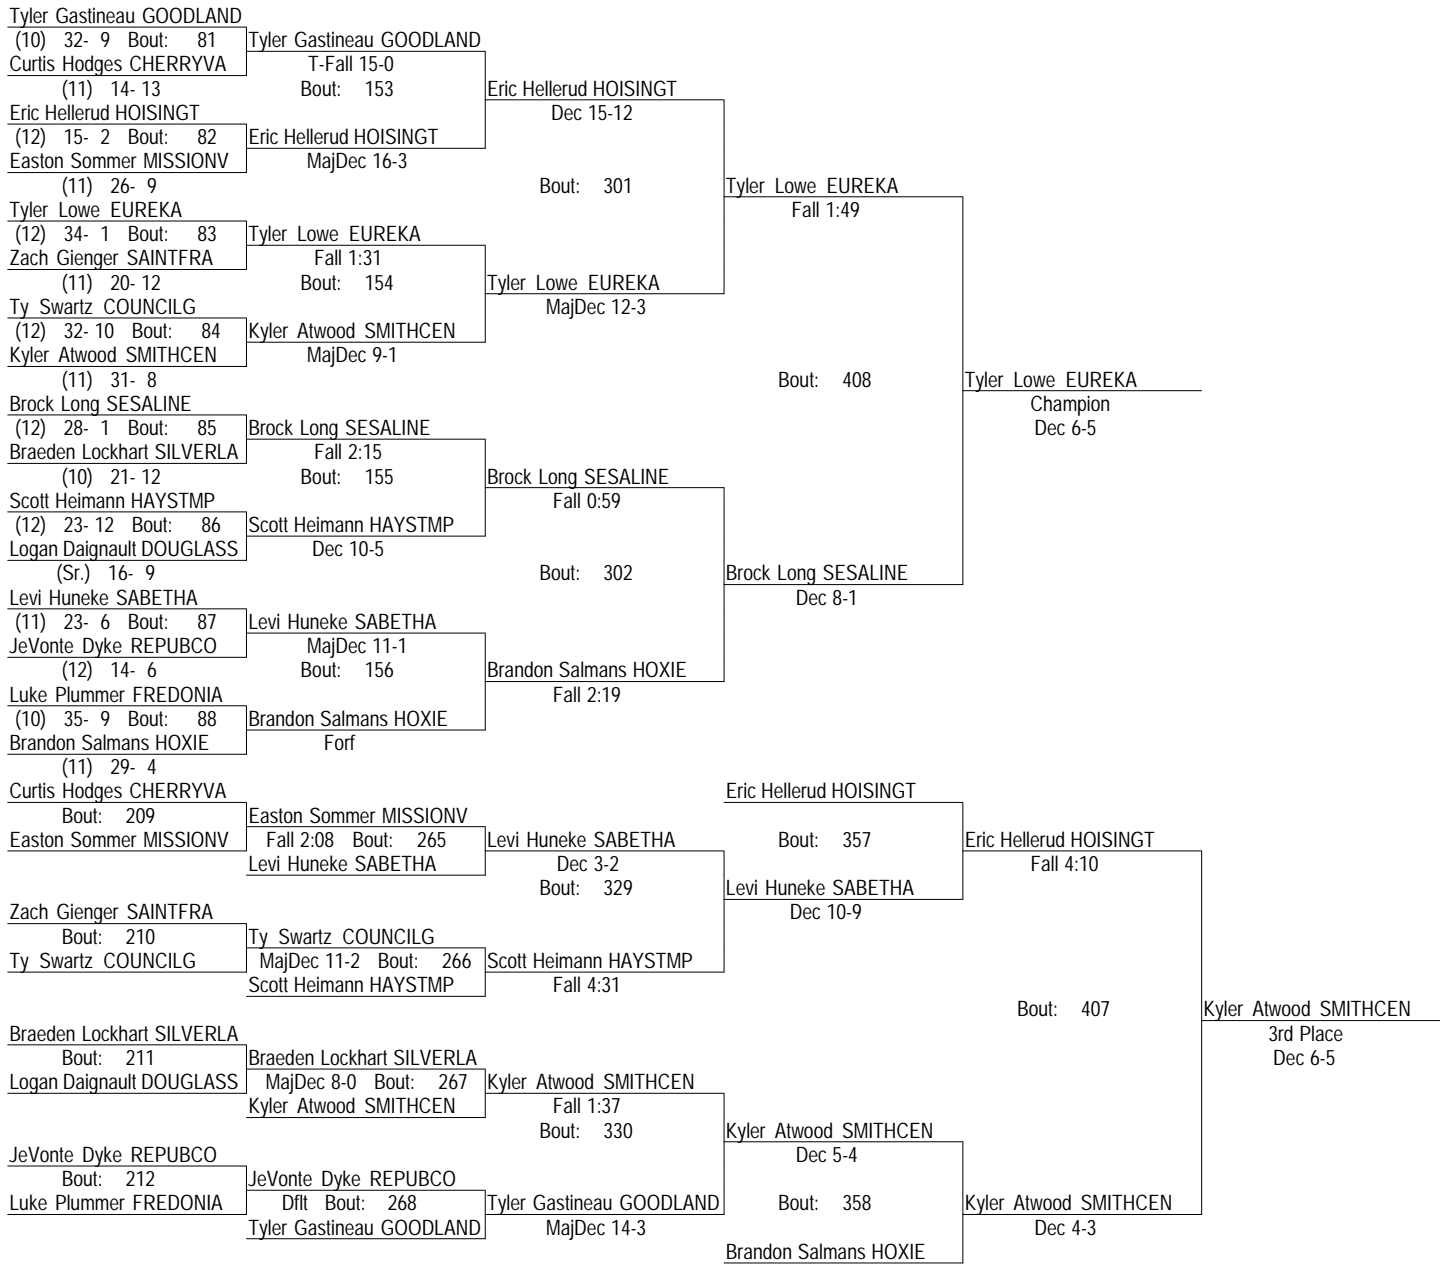 Tyler Gastineau GOODLAND
(10) 32- 9 Bout: 81 Tyler Gastineau GOODLAND
Curtis Hodges CHERRYVA T-Fall 15-0
(11) 14- 13 Bout: 153 Eric Hellerud HOISINGT
Eric Hellerud HOISINGT Dec 15-12
(12) 15- 2 Bout: 82 Eric Hellerud HOISINGT
Easton Sommer MISSIONV MajDec 16-3
(11) 26- 9 Bout: 301 Tyler Lowe EUREKA
Tyler Lowe EUREKA Fall 1:49
(12) 34- 1 Bout: 83 Tyler Lowe EUREKA
Zach Gienger SAINTFRA Fall 1:31
(11) 20- 12 Bout: 154 Tyler Lowe EUREKA
Ty Swartz COUNCILG MajDec 12-3
(12) 32- 10 Bout: 84 Kyler Atwood SMITHCEN
Kyler Atwood SMITHCEN MajDec 9-1
(11) 31- 8 Bout: 408 Tyler Lowe EUREKA
Brock Long SESALINE Champion
(12) 28- 1 Bout: 85 Brock Long SESALINE Dec 6-5
Braeden Lockhart SILVERLA Fall 2:15
(10) 21- 12 Bout: 155 Brock Long SESALINE
Scott Heimann HAYSTMP Fall 0:59
(12) 23- 12 Bout: 86 Scott Heimann HAYSTMP
Logan Daignault DOUGLASS Dec 10-5
(Sr.) 16- 9 Bout: 302 Brock Long SESALINE
Levi Huneke SABETHA Dec 8-1
(11) 23- 6 Bout: 87 Levi Huneke SABETHA
JeVonte Dyke REPUBCO MajDec 11-1
(12) 14- 6 Bout: 156 Brandon Salmans HOXIE
Luke Plummer FREDONIA Fall 2:19
(10) 35- 9 Bout: 88 Brandon Salmans HOXIE
Brandon Salmans HOXIE Forf
(11) 29- 4
Curtis Hodges CHERRYVA Eric Hellerud HOISINGT
Bout: 209 Easton Sommer MISSIONV
Easton Sommer MISSIONV Fall 2:08 Bout: 265 Levi Huneke SABETHA Bout: 357 Eric Hellerud HOISINGT
Levi Huneke SABETHA Dec 3-2 Fall 4:10
Bout: 329 Levi Huneke SABETHA
Zach Gienger SAINTFRA Dec 10-9
Bout: 210 Ty Swartz COUNCILG
Ty Swartz COUNCILG MajDec 11-2 Bout: 266 Scott Heimann HAYSTMP
Scott Heimann HAYSTMP Fall 4:31
Bout: 407 Kyler Atwood SMITHCEN
Braeden Lockhart SILVERLA 3rd Place
Bout: 211 Braeden Lockhart SILVERLA Dec 6-5
Logan Daignault DOUGLASS MajDec 8-0 Bout: 267 Kyler Atwood SMITHCEN
Kyler Atwood SMITHCEN Fall 1:37
Bout: 330 Kyler Atwood SMITHCEN
JeVonte Dyke REPUBCO Dec 5-4
Bout: 212 JeVonte Dyke REPUBCO
Luke Plummer FREDONIA Dflt Bout: 268 Tyler Gastineau GOODLAND Bout: 358 Kyler Atwood SMITHCEN
Tyler Gastineau GOODLAND MajDec 14-3 Dec 4-3
Brandon Salmans HOXIE